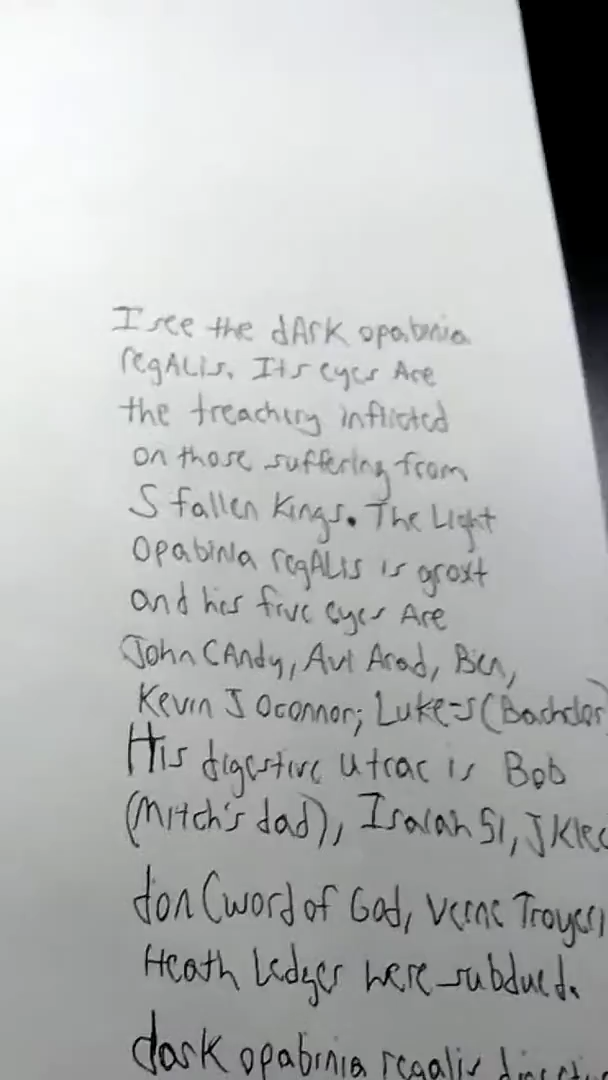 I see the dArk opabinia
regALis. Its eyes Are
the treachery inflicted
on those suffering from
5 fallen Kings. The Light
Opabinia regALIS is groxt
and his five eyes Are
John CAndy, Avi Arad, Ben,
Kevin J Oconnor; Luke=S (Bachelor
His digestive utrac is Bob
(Mitch's dad), Isaiah 51,
don (word of God, Verne Troyer,
Heath Ledger were subdued.
dark opabinia regalis